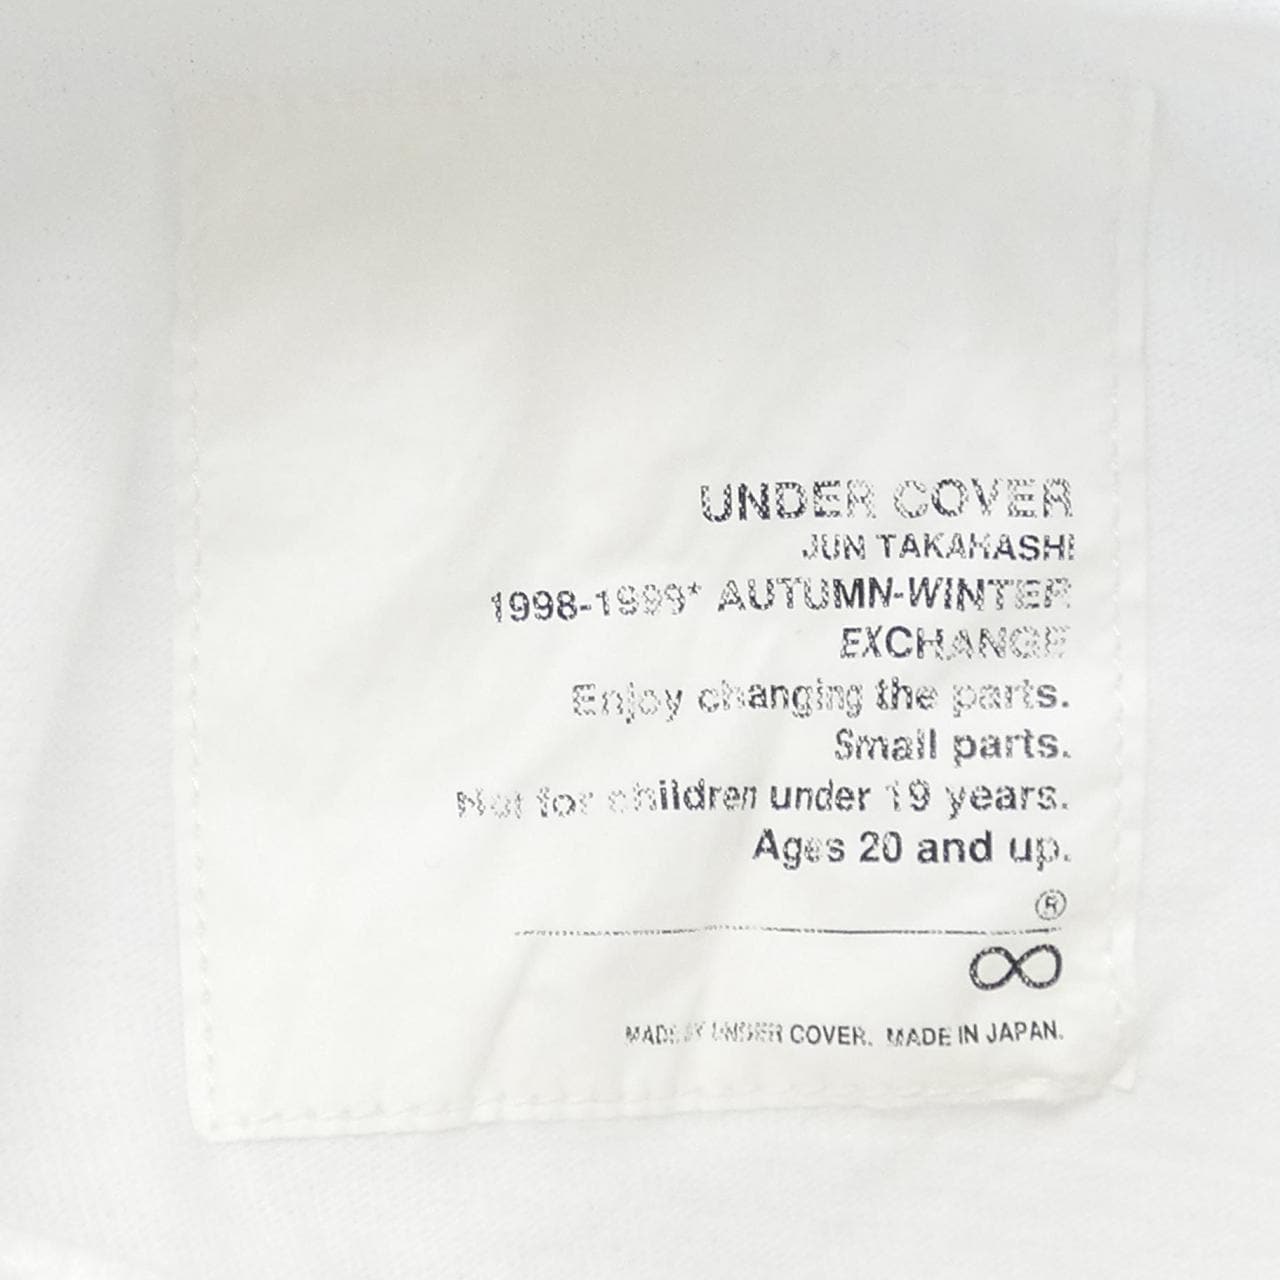 UNDER COVER
JUN TAKAHASHI
1998-1999* AUTUMN-WINTER
EXCHANGE
Enjoy changing the parts.
Small parts.
Not for children under 19 years.
Ages 20 and up.
®
∞
MADE BY UNDER COVER. MADE IN JAPAN.